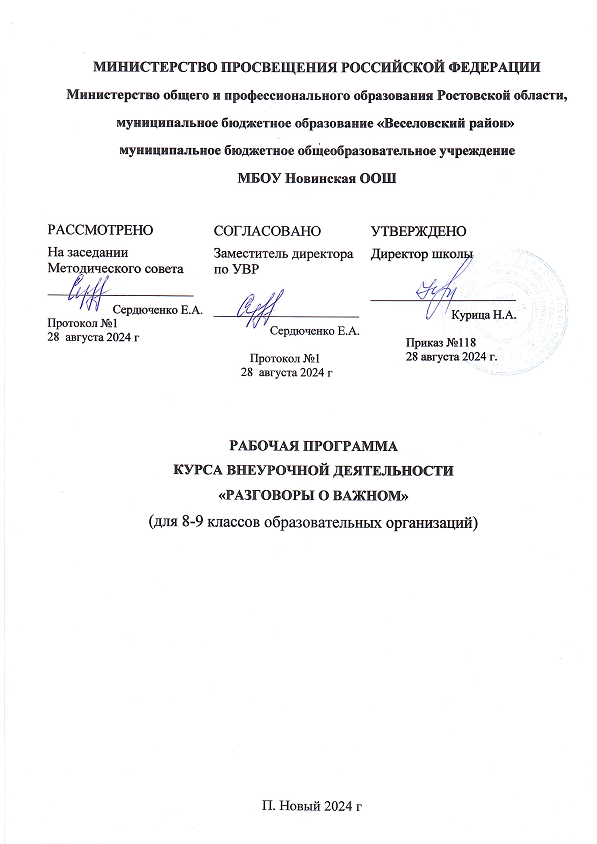 МИНИСТЕРСТВО ПРОСВЕЩЕНИЯ РОССИЙСКОЙ ФЕДЕРАЦИИ
Министерство общего и профессионального образования Ростовской области,
муниципальное бюджетное образование «Веселовский район»
муниципальное бюджетное общеобразовательное учреждение
МБОУ Новинская ООШ
РАССМОТРЕНО
На заседании
Методического совета
Сердюченко Е.А.
Протокол №1
28 августа 2024 г
СОГЛАСОВАНО
Заместитель директора
по УВР
Сердюченко Е.А.
Протокол №1
28 августа 2024 г
УТВЕРЖДЕНО
Директор школы
Курица Н.А.
Приказ №118
28 августа 2024 г.
РАБОЧАЯ ПРОГРАММА
КУРСА ВНЕУРОЧНОЙ ДЕЯТЕЛЬНОСТИ
«РАЗГОВОРЫ О ВАЖНОМ»
(для 8-9 классов образовательных организаций)
П. Новый 2024 г